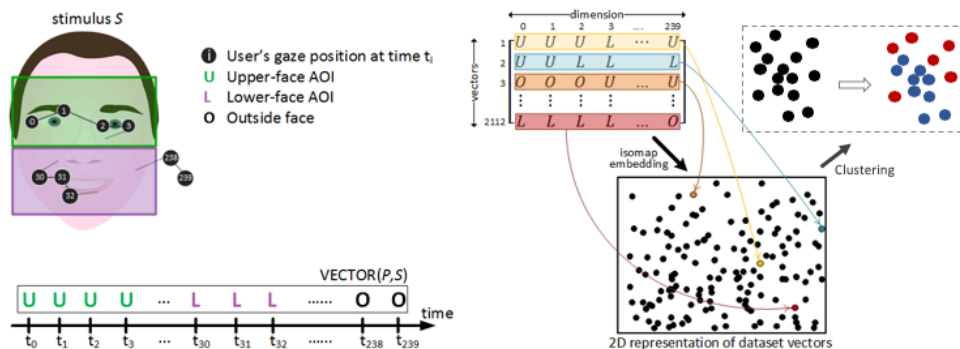 stimulus S
0
1
2
3
30
31
32
238
239
i User's gaze position at time ti
U Upper-face AOI
L Lower-face AOI
O Outside face
VECTOR(P,S)
U U U U ... L L L ...... O O
time
t0 t1 t2 t3 ... t30 t31 t32 ...... t238 t239
dimension
0 1 2 3 .... 239
vectors
1 U U U L ... U
2 U U L L L
3 O O O U ... U
⋮ ⋮ ⋮ ⋮ ⋮
2112 L L L L ... O
isomap
embedding
Clustering
2D representation of dataset vectors